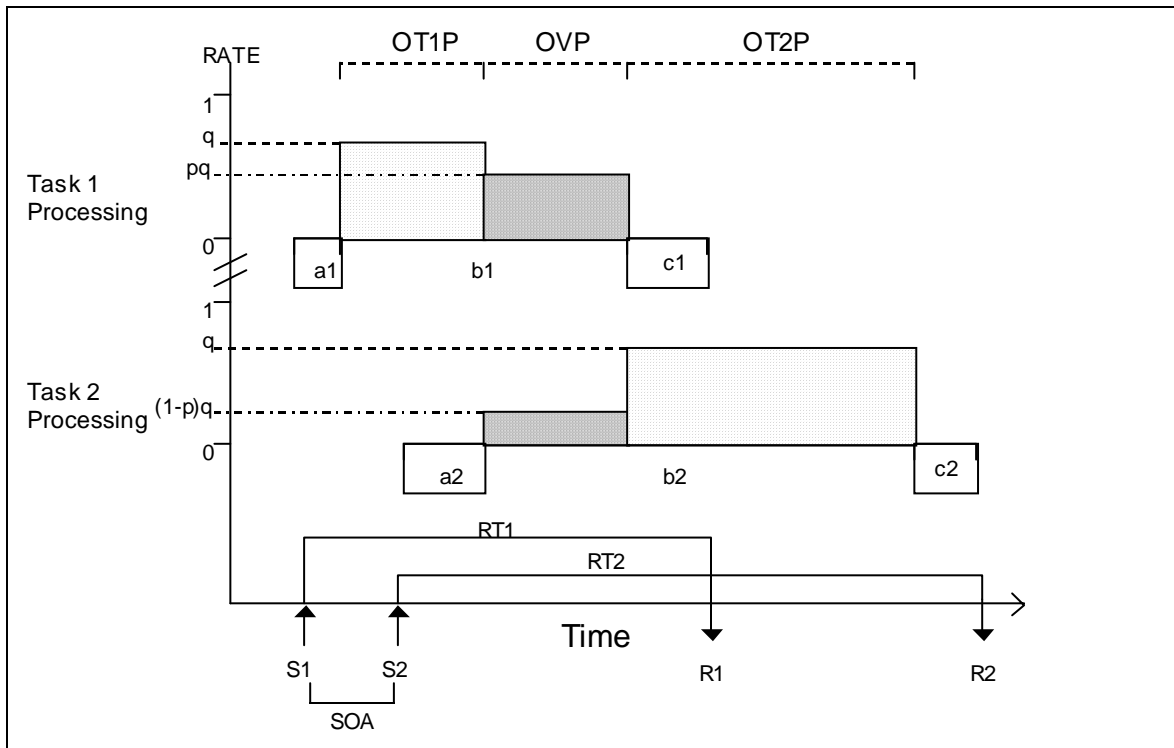 OT1P OVP OT2P
RATE
1
q
pq
Task 1
Processing
0
a1 b1 c1
1
q
Task 2
Processing
(1-p)q
0
a2 b2 c2
RT1
RT2
Time
S1 S2 R1 R2
SOA